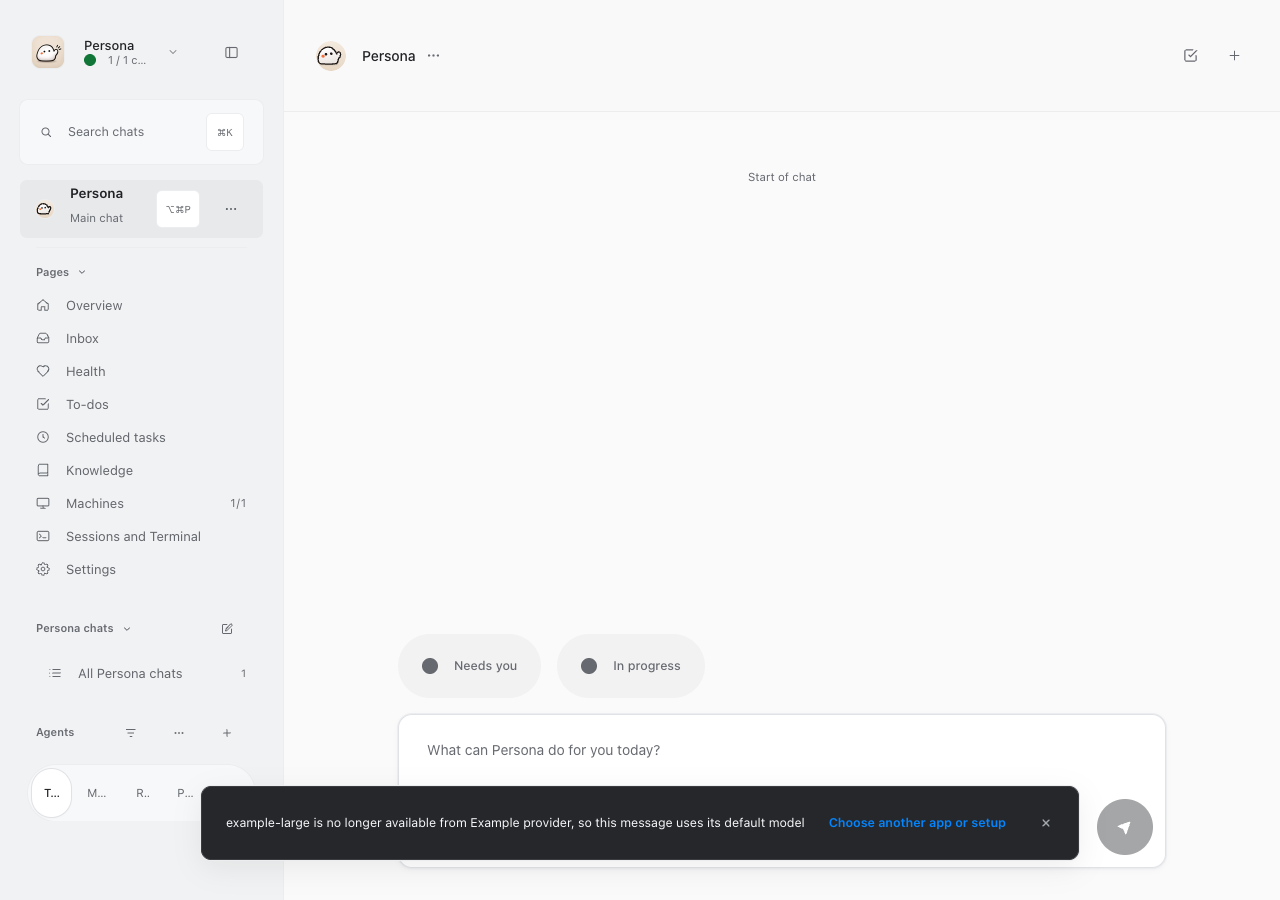 Persona
1 / 1 c...
Search chats
⌘K
Persona
Main chat
⌥⌘P
Pages
Overview
Inbox
Health
To-dos
Scheduled tasks
Knowledge
Machines
1/1
Sessions and Terminal
Settings
Persona chats
All Persona chats
1
Agents
T...
M...
R..
P...
Persona
Start of chat
Needs you
In progress
What can Persona do for you today?
example-large is no longer available from Example provider, so this message uses its default model
Choose another app or setup